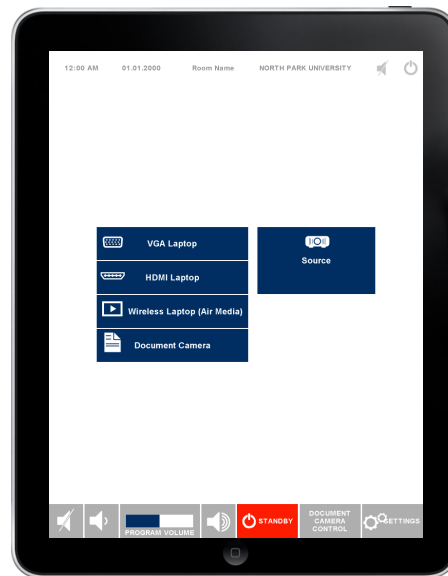 12:00 AM 01.01.2000 Room Name NORTH PARK UNIVERSITY
VGA Laptop
HDMI Laptop
Wireless Laptop (Air Media)
Document Camera
Source
PROGRAM VOLUME
STANDBY
DOCUMENT
CAMERA
CONTROL
SETTINGS